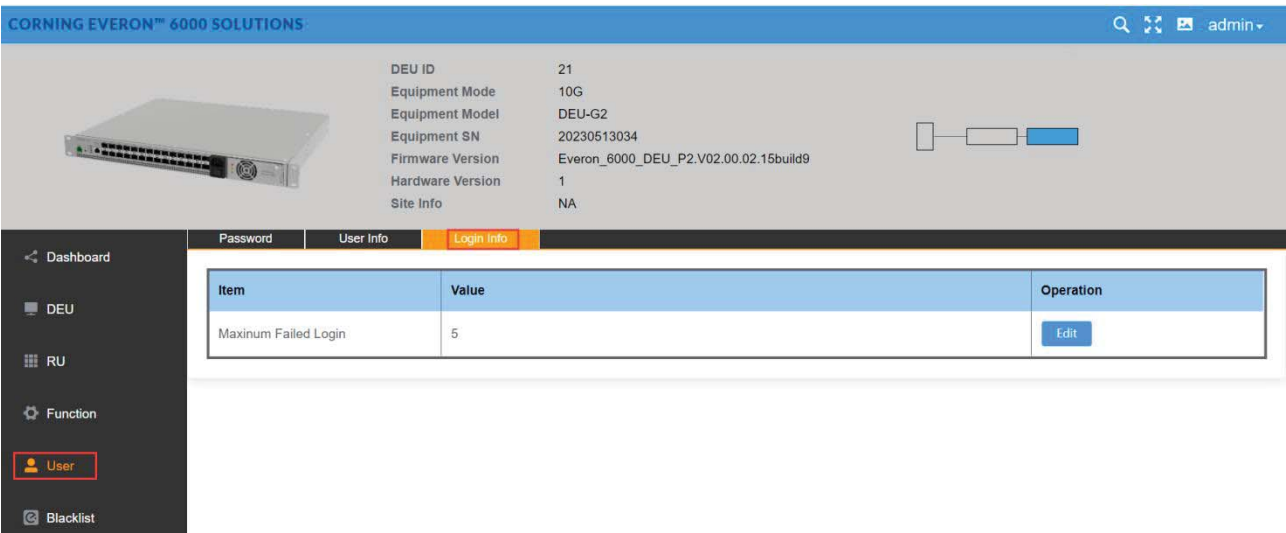 CORNING EVERON™ 6000 SOLUTIONS
admin
DEU ID 21
Equipment Mode 10G
Equipment Model DEU-G2
Equipment SN 20230513034
Firmware Version Everon_6000_DEU_P2.V02.00.02.15build9
Hardware Version 1
Site Info NA
Password User Info Login Info
Dashboard
DEU
RU
Function
User
Blacklist
Item Value Operation
Maxinum Failed Login 5 Edit